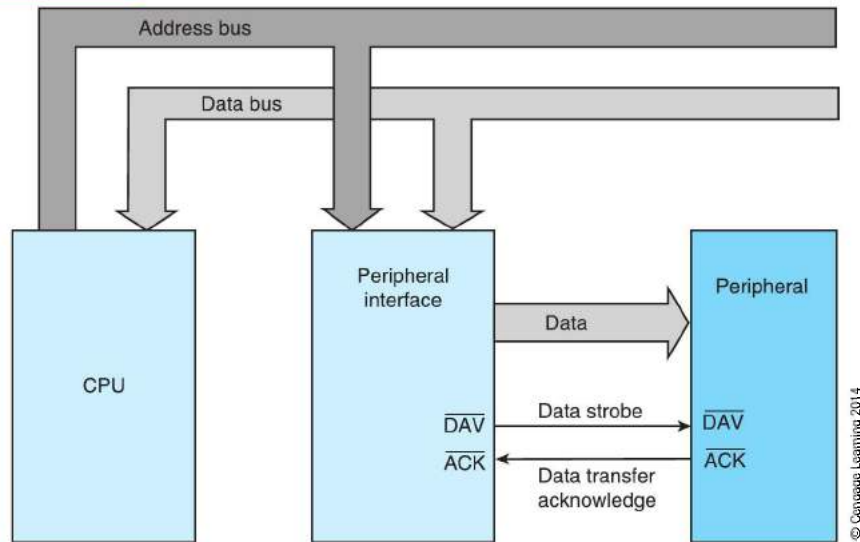 Address bus
Data bus
Peripheral
interface
Peripheral
Data
CPU
DAV
Data strobe
DAV
ACK
ACK
Data transfer
acknowledge
© Cengage Learning 2014